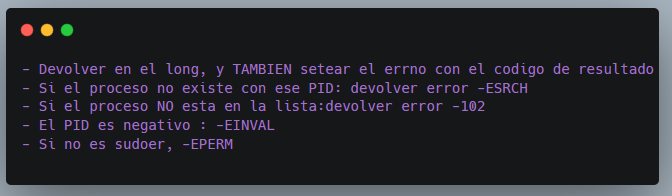 - Devolver en el long, y TAMBIEN setear el errno con el codigo de resultado
- Si el proceso no existe con ese PID: devolver error -ESRCH
- Si el proceso NO esta en la lista:devolver error -102
- El PID es negativo : -EINVAL
- Si no es sudoer, -EPERM